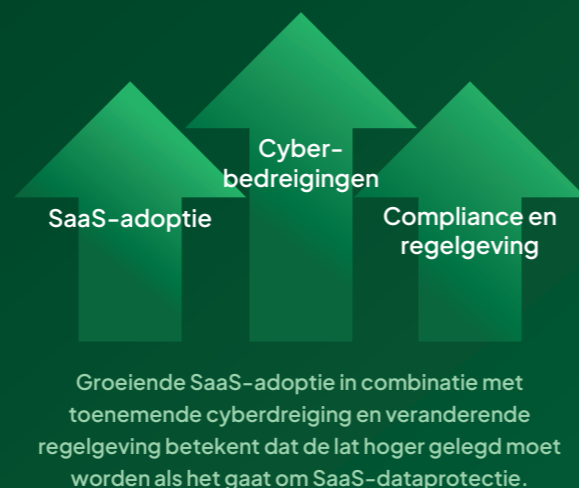 Cyber-
bedreigingen
SaaS-adoptie
Compliance en
regelgeving
Groeiende SaaS-adoptie in combinatie met
toenemende cyberdreiging en veranderende
regelgeving betekent dat de lat hoger gelegd moet
worden als het gaat om SaaS-dataprotectie.